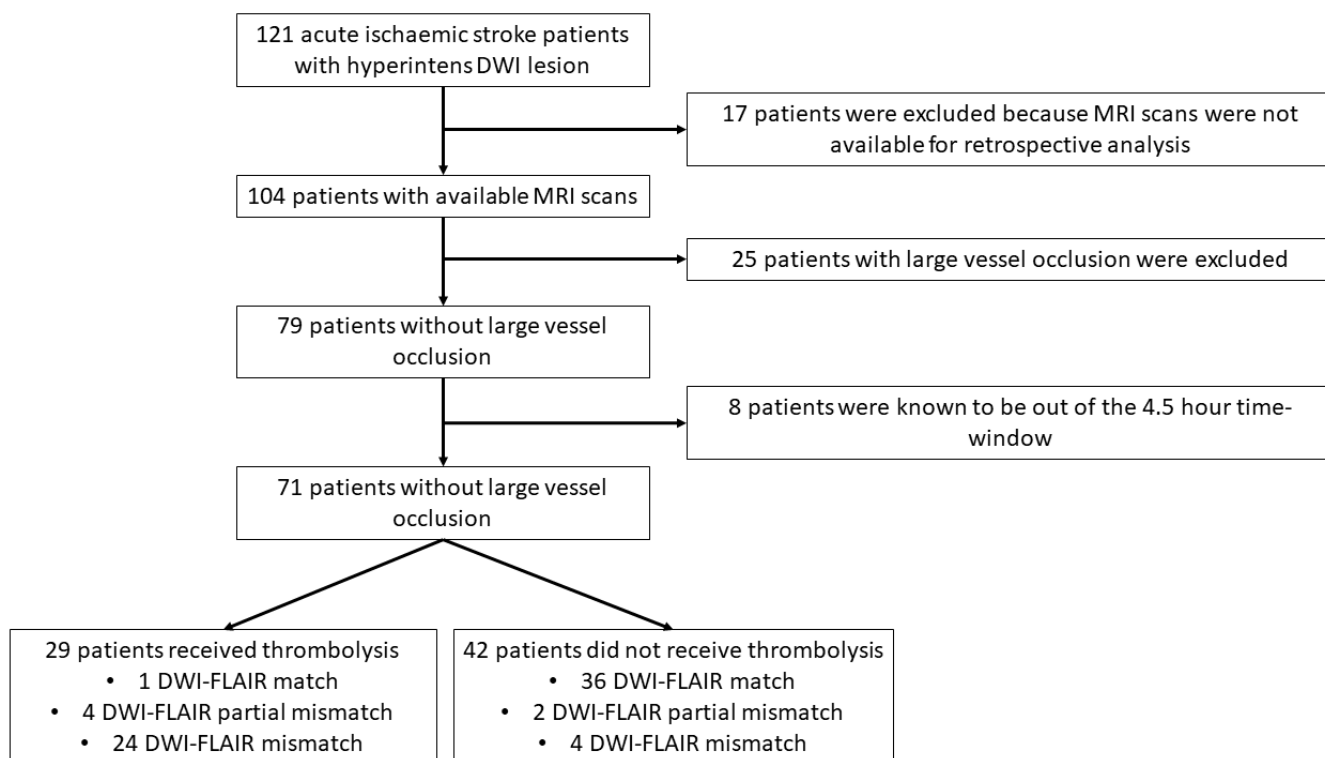 121 acute ischaemic stroke patients
with hyperintens DWI lesion
17 patients were excluded because MRI scans were not
available for retrospective analysis
104 patients with available MRI scans
25 patients with large vessel occlusion were excluded
79 patients without large vessel
occlusion
8 patients were known to be out of the 4.5 hour time-
window
71 patients without large vessel
occlusion
29 patients received thrombolysis
• 1 DWI-FLAIR match
• 4 DWI-FLAIR partial mismatch
• 24 DWI-FLAIR mismatch
42 patients did not receive thrombolysis
• 36 DWI-FLAIR match
• 2 DWI-FLAIR partial mismatch
• 4 DWI-FLAIR mismatch